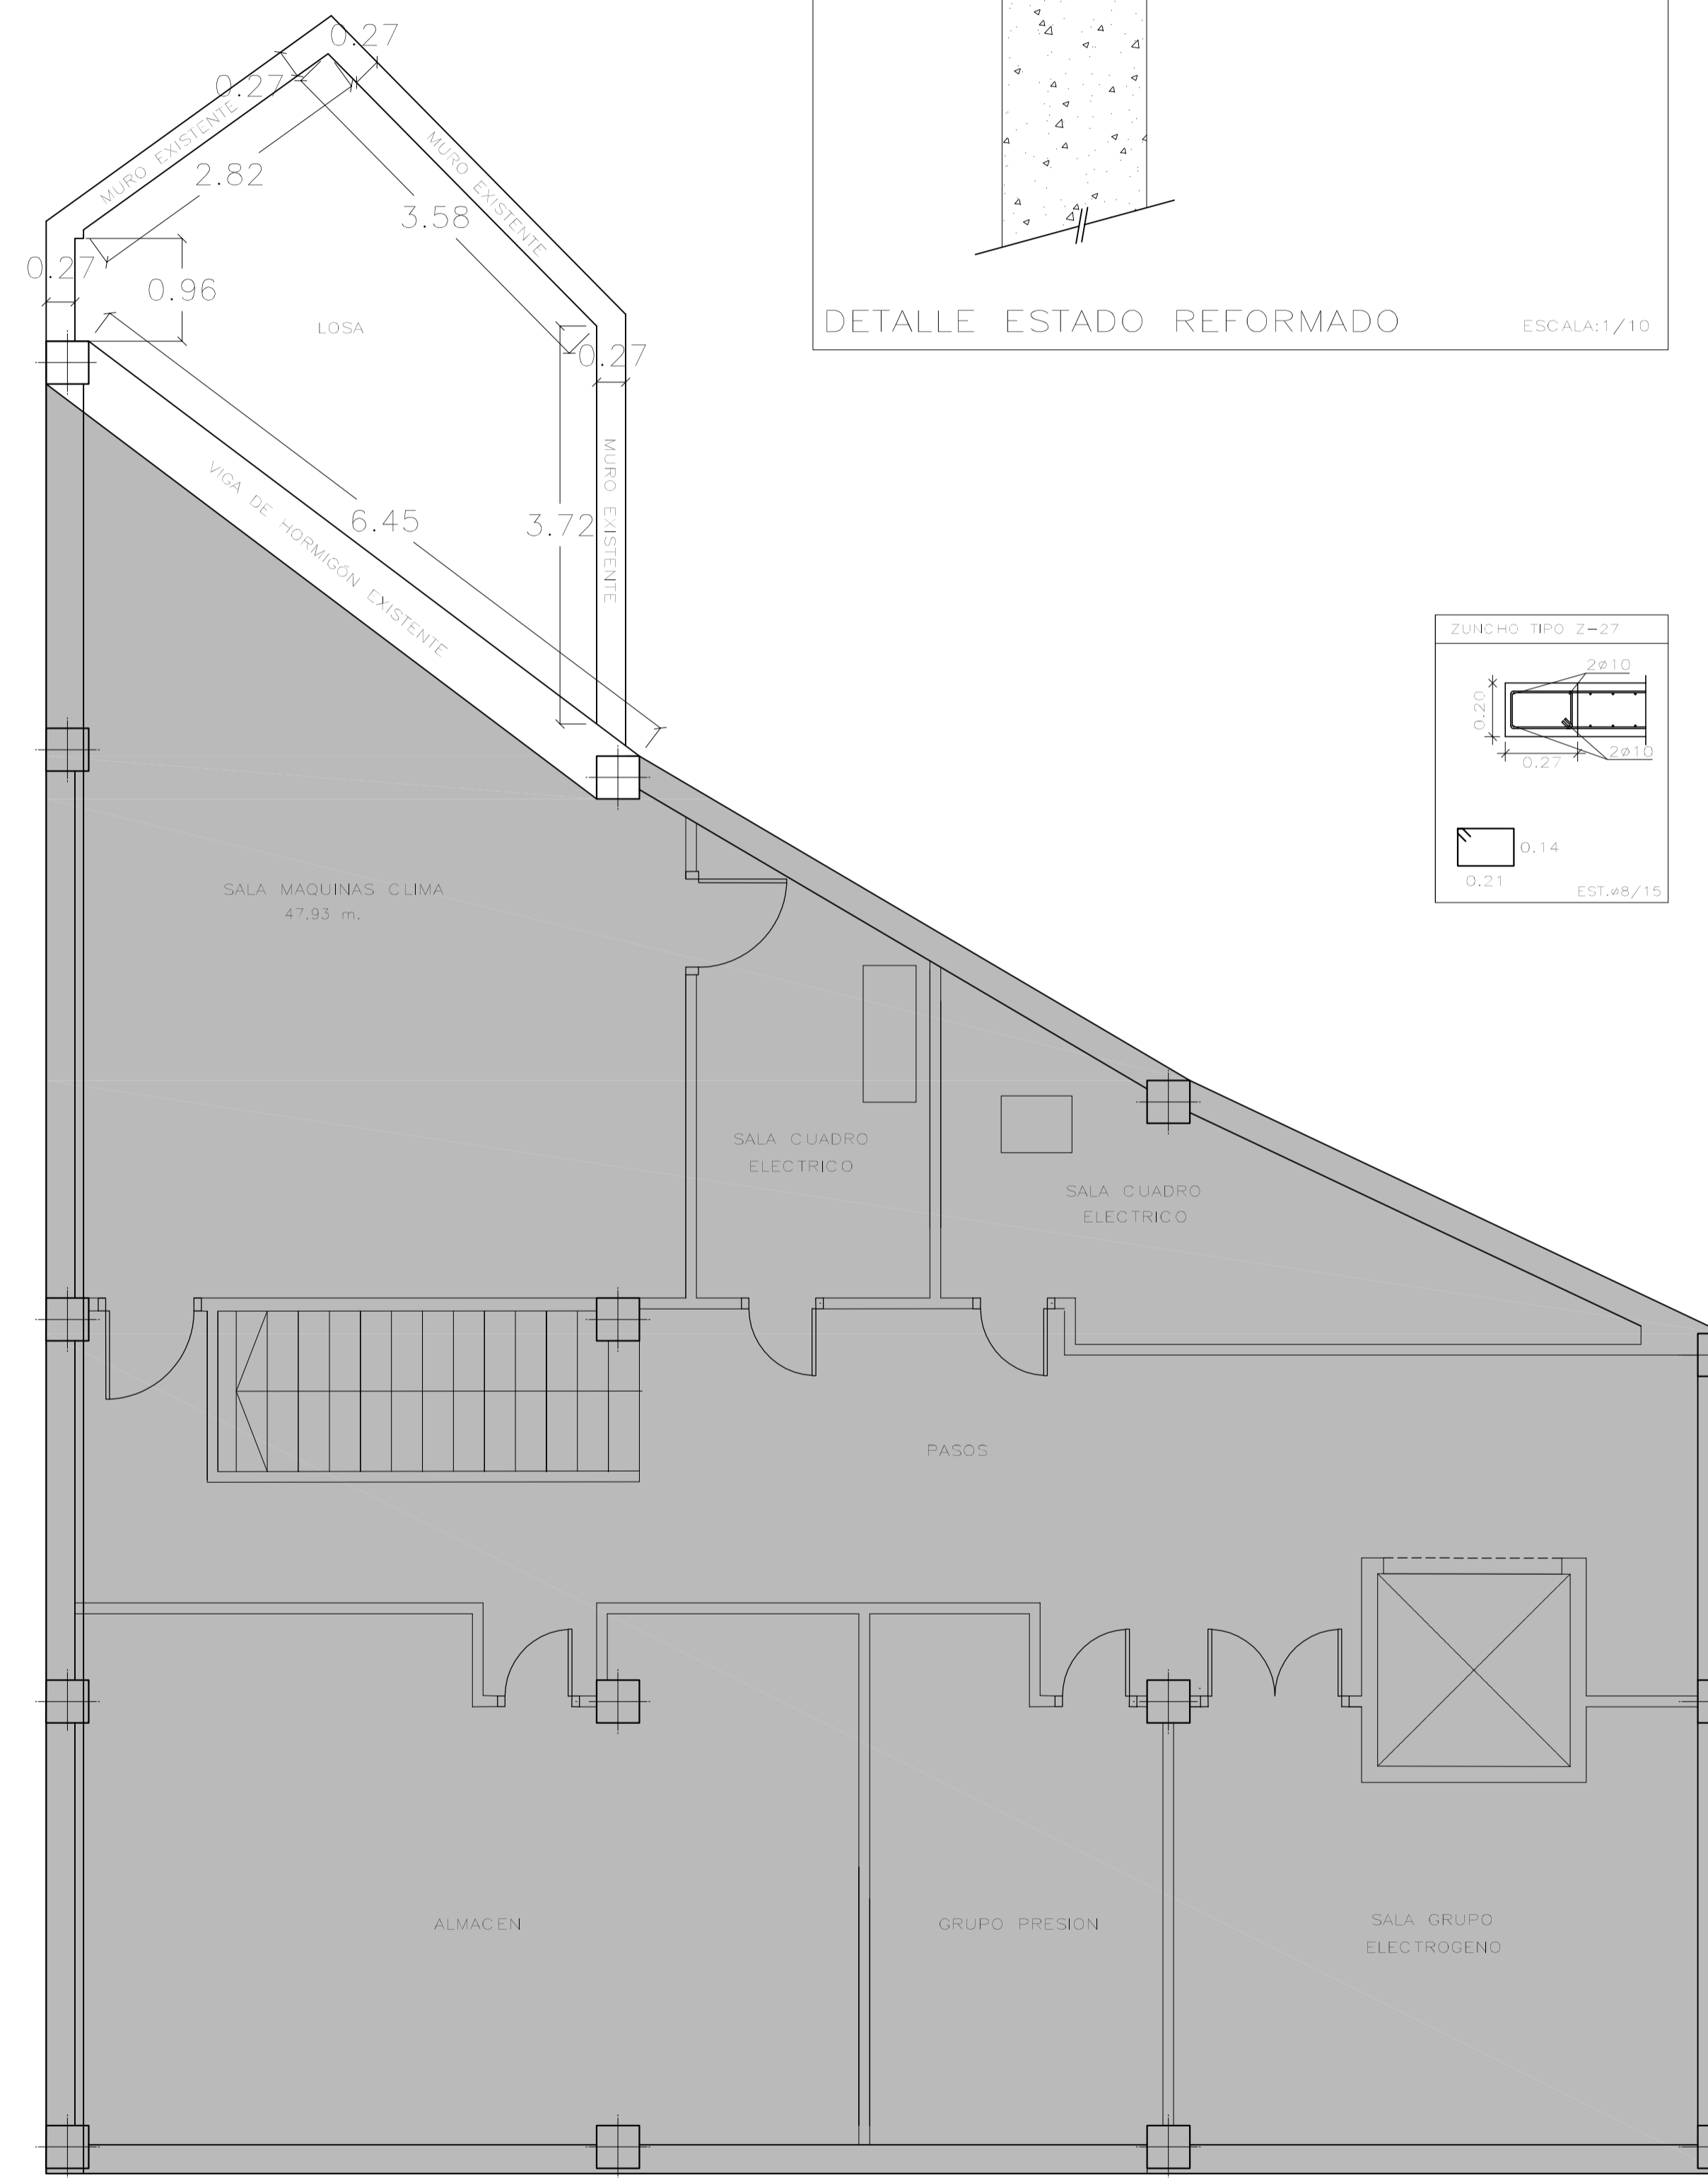 0.27
0.27
MURO EXISTENTE
MURO EXISTENTE
2.82
3.58
0.27
0.96
LOSA
0.27
MURO EXISTENTE
VIGA DE HORMIGÓN EXISTENTE
6.45
3.72
DETALLE ESTADO REFORMADO
ESCALA:1/10
ZUNCHO TIPO Z-27
2ø10
0.20
0.27
2ø10
0.14
0.21
EST.ø8/15
SALA MAQUINAS CLIMA
47.93 m.
SALA CUADRO
ELECTRICO
SALA CUADRO
ELECTRICO
PASOS
ALMACEN
GRUPO PRESION
SALA GRUPO
ELECTROGENO